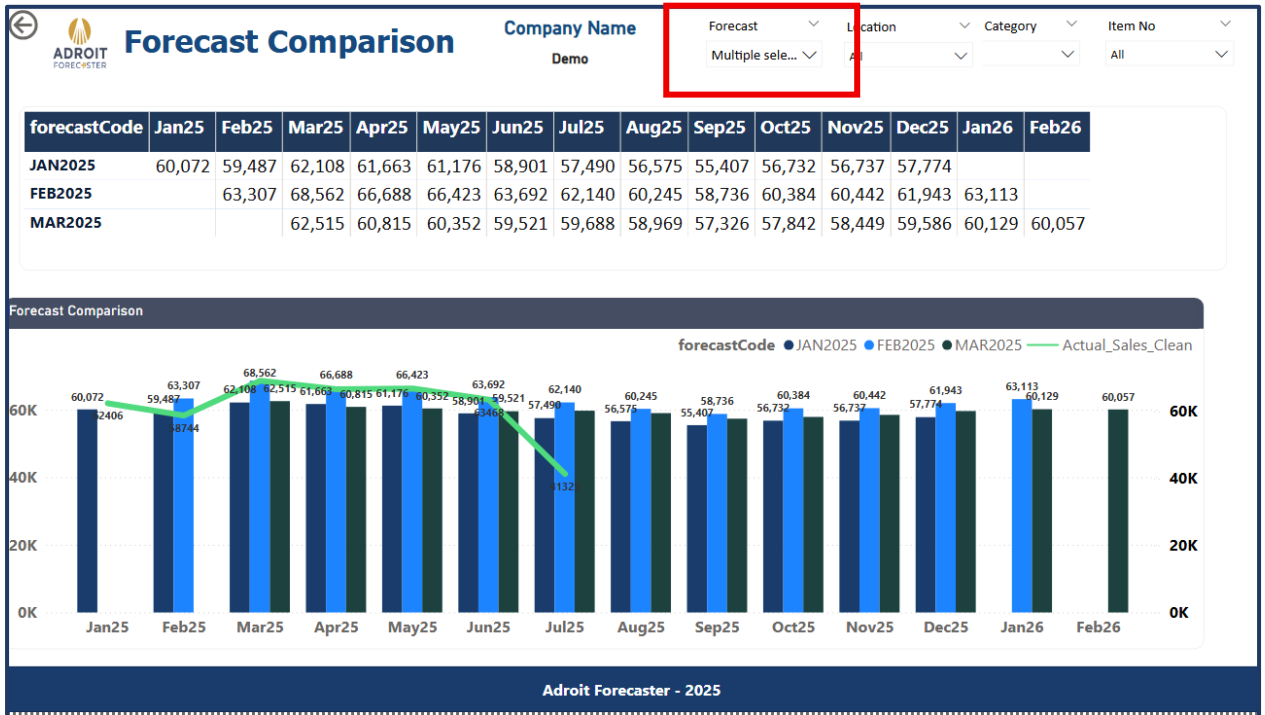 ADROIT
FORECASTER
Forecast Comparison
Company Name
Demo
Forecast
Multiple sele...
Location
All
Category
Item No
All
forecastCode Jan25 Feb25 Mar25 Apr25 May25 Jun25 Jul25 Aug25 Sep25 Oct25 Nov25 Dec25 Jan26 Feb26
JAN2025 60,072 59,487 62,108 61,663 61,176 58,901 57,490 56,575 55,407 56,732 56,737 57,774
FEB2025 63,307 68,562 66,688 66,423 63,692 62,140 60,245 58,736 60,384 60,442 61,943 63,113
MAR2025 62,515 60,815 60,352 59,521 59,688 58,969 57,326 57,842 58,449 59,586 60,129 60,057
Forecast Comparison
forecastCode JAN2025 FEB2025 MAR2025 Actual_Sales_Clean
68,562 66,688 66,423
63,307 63,692 62,140 61,943 63,113
60,072 59,487 62,108 62,515 61,663 60,815 61,176 60,352 58,901 59,521 57,490 56,575 60,245 55,407 58,736 56,732 60,384 56,737 60,442 57,774 60,129 60,057
62406 58744 63468
60K 60K
40K 40K
20K 20K
0K 0K
Jan25 Feb25 Mar25 Apr25 May25 Jun25 Jul25 Aug25 Sep25 Oct25 Nov25 Dec25 Jan26 Feb26
Adroit Forecaster - 2025